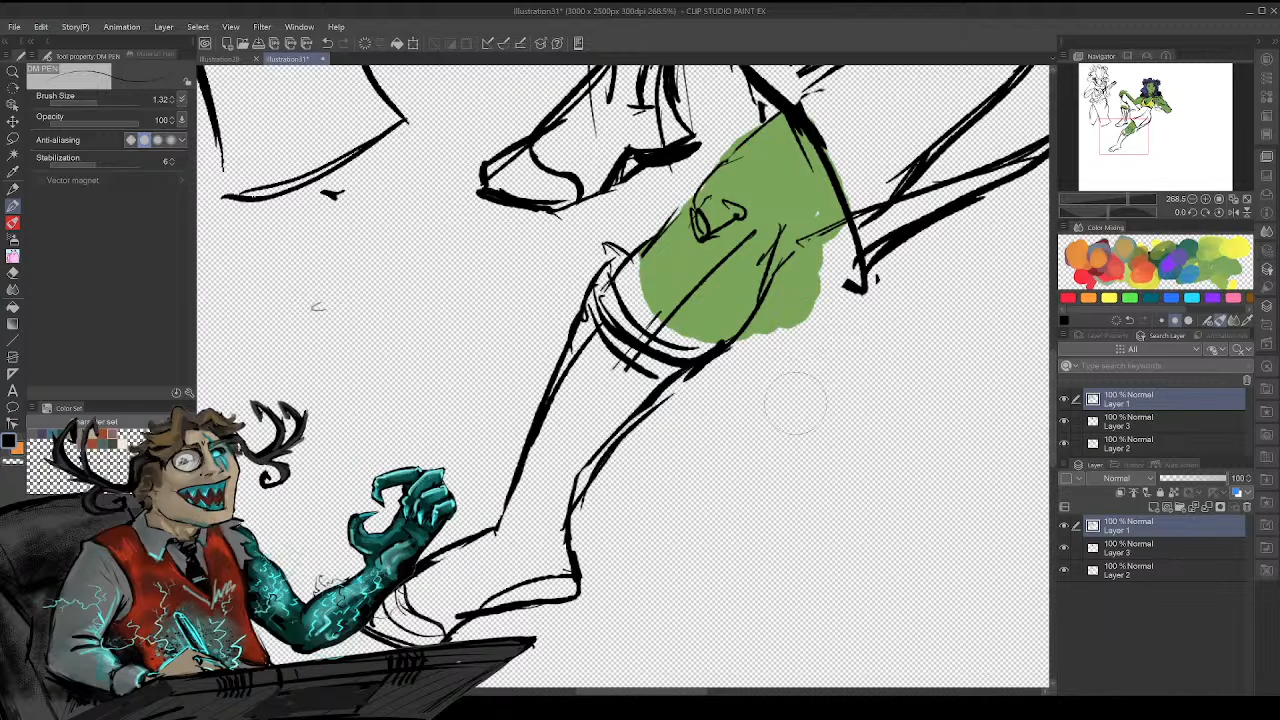 Illustration31* (3000 x 2500px 300dpi 268.5%) - CLIP STUDIO PAINT EX
File Edit Story(P) Animation Layer Select View Filter Window Help
Tool property: DM PEN
Illustration28
Illustration31*
DM PEN
Brush Size 1.32
Opacity 100
Anti-aliasing
Stabilization 6
Vector magnet
Color Set
Navigator
268.5
0.0
Color Mixing
Layer Property
Search Layer
All
Type search keywords
100 % Normal
Layer 1
100 % Normal
Layer 3
100 % Normal
Layer 2
Layer
History
Normal 100
100 % Normal
Layer 1
100 % Normal
Layer 3
100 % Normal
Layer 2